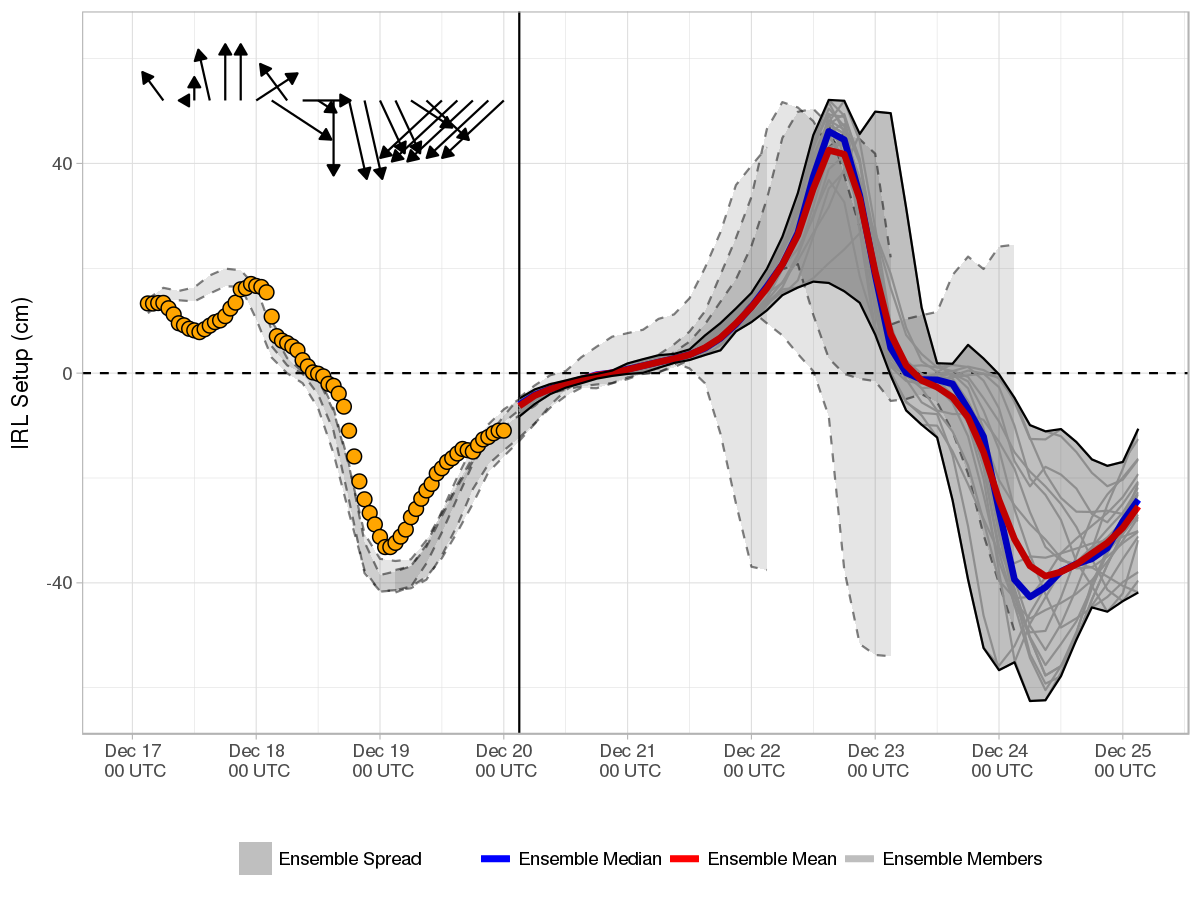 IRL Setup (cm)
40
0
-40
Dec 17 Dec 18 Dec 19 Dec 20 Dec 21 Dec 22 Dec 23 Dec 24 Dec 25
00 UTC 00 UTC 00 UTC 00 UTC 00 UTC 00 UTC 00 UTC 00 UTC 00 UTC
Ensemble Spread Ensemble Median Ensemble Mean Ensemble Members